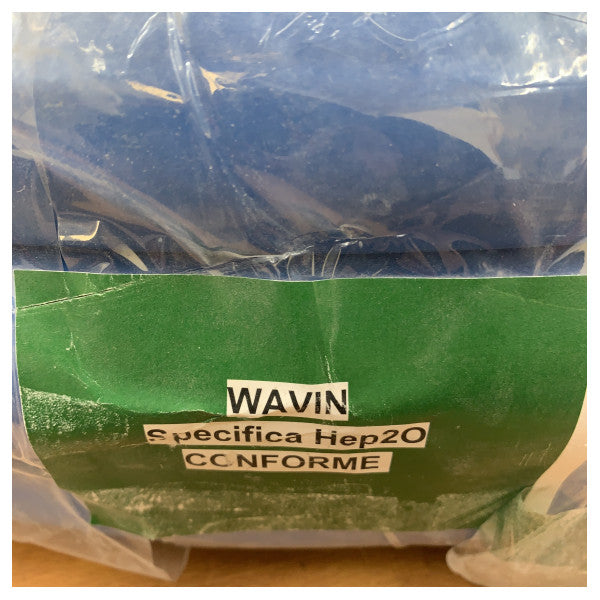 WAVIN
Specifica Hep2O
CONFORME